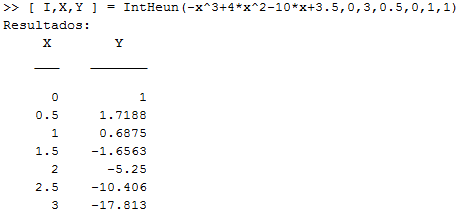 >> [ I,X,Y ] = IntHeun(-x^3+4*x^2-10*x+3.5,0,3,0.5,0,1,1)
Resultados:
X Y
0 1
0.5 1.7188
1 0.6875
1.5 -1.6563
2 -5.25
2.5 -10.406
3 -17.813